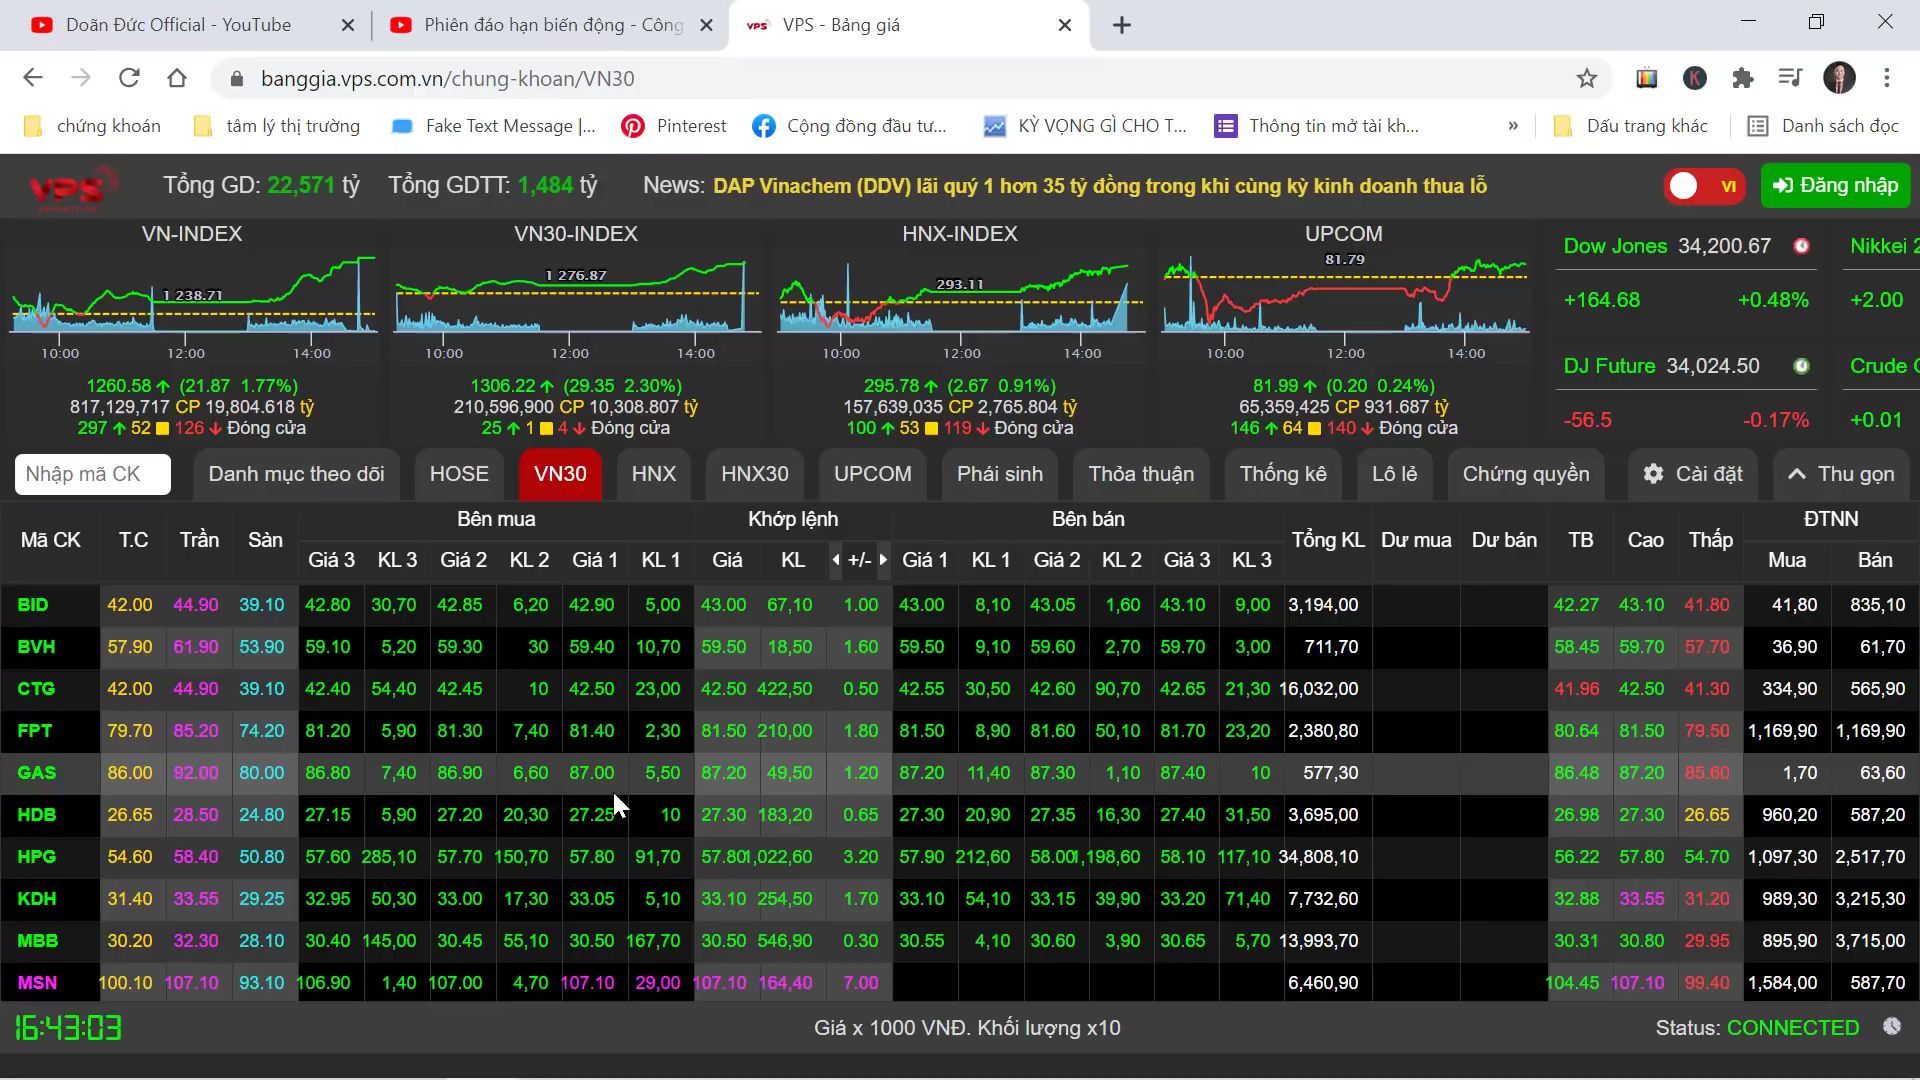 Doãn Đức Official - YouTube
Phiên đáo hạn biến động - Công
VPS - Bảng giá
banggia.vps.com.vn/chung-khoan/VN30
chứng khoán
tâm lý thị trường
Fake Text Message |...
Pinterest
Cộng đồng đầu tư...
KỲ VỌNG GÌ CHO T...
Thông tin mở tài kh...
»
Dấu trang khác
Danh sách đọc
VPS
Tổng GD: 22,571 tỷ
Tổng GDTT: 1,484 tỷ
News: DAP Vinachem (DDV) lãi quý 1 hơn 35 tỷ đồng trong khi cùng kỳ kinh doanh thua lỗ
VI
Đăng nhập
VN-INDEX
1 238.71
10:00 12:00 14:00
1260.58 (21.87 1.77%)
817,129,717 CP 19,804.618 tỷ
297 52 126 Đóng cửa
VN30-INDEX
1 276.87
10:00 12:00 14:00
1306.22 (29.35 2.30%)
210,596,900 CP 10,308.807 tỷ
25 1 4 Đóng cửa
HNX-INDEX
293.11
10:00 12:00 14:00
295.78 (2.67 0.91%)
157,639,035 CP 2,765.804 tỷ
100 53 119 Đóng cửa
UPCOM
81.79
10:00 12:00 14:00
81.99 (0.20 0.24%)
65,359,425 CP 931.687 tỷ
146 64 140 Đóng cửa
Dow Jones 34,200.67
+164.68 +0.48%
DJ Future 34,024.50
-56.5 -0.17%
Nikkei 2
+2.00
Crude
+0.01
Nhập mã CK
Danh mục theo dõi HOSE VN30 HNX HNX30 UPCOM Phái sinh Thỏa thuận Thống kê Lô lẻ Chứng quyền Cài đặt Thu gọn
Mã CK T.C Trần Sàn Bên mua Khớp lệnh Bên bán Tổng KL Dư mua Dư bán TB Cao Thấp ĐTNN
Giá 3 KL 3 Giá 2 KL 2 Giá 1 KL 1 Giá KL +/- Giá 1 KL 1 Giá 2 KL 2 Giá 3 KL 3 Mua Bán
BID 42.00 44.90 39.10 42.80 30,70 42.85 6,20 42.90 5,00 43.00 67,10 1.00 43.00 8,10 43.05 1,60 43.10 9,00 3,194,00 42.27 43.10 41.80 41,80 835,10
BVH 57.90 61.90 53.90 59.10 5,20 59.30 30 59.40 10,70 59.50 18,50 1.60 59.50 9,10 59.60 2,70 59.70 3,00 711,70 58.45 59.70 57.70 36,90 61,70
CTG 42.00 44.90 39.10 42.40 54,40 42.45 10 42.50 23,00 42.50 422,50 0.50 42.55 30,50 42.60 90,70 42.65 21,30 16,032,00 41.96 42.50 41.30 334,90 565,90
FPT 79.70 85.20 74.20 81.20 5,90 81.30 7,40 81.40 2,30 81.50 210,00 1.80 81.50 8,90 81.60 50,10 81.70 23,20 2,380,80 80.64 81.50 79.50 1,169,90 1,169,90
GAS 86.00 92.00 80.00 86.80 7,40 86.90 6,60 87.00 5,50 87.20 49,50 1.20 87.20 11,40 87.30 1,10 87.40 10 577,30 86.48 87.20 85.60 1,70 63,60
HDB 26.65 28.50 24.80 27.15 5,90 27.20 20,30 27.25 10 27.30 183,20 0.65 27.30 20,90 27.35 16,30 27.40 31,50 3,695,00 26.98 27.30 26.65 960,20 587,20
HPG 54.60 58.40 50.80 57.60 285,10 57.70 150,70 57.80 91,70 57.80 1,022,60 3.20 57.90 212,60 58.00 1,198,60 58.10 117,10 34,808,10 56.22 57.80 54.70 1,097,30 2,517,70
KDH 31.40 33.55 29.25 32.95 50,30 33.00 17,30 33.05 5,10 33.10 254,50 1.70 33.10 54,10 33.15 39,90 33.20 71,40 7,732,60 32.88 33.55 31.20 989,30 3,215,30
MBB 30.20 32.30 28.10 30.40 145,00 30.45 55,10 30.50 167,70 30.50 546,90 0.30 30.55 4,10 30.60 3,90 30.65 5,70 13,993,70 30.31 30.80 29.95 895,90 3,715,00
MSN 100.10 107.10 93.10 106.90 1,40 107.00 4,70 107.10 29,00 107.10 164,40 7.00 6,460,90 104.45 107.10 99.40 1,584,00 587,70
16:43:03
Giá x 1000 VNĐ. Khối lượng x10
Status: CONNECTED